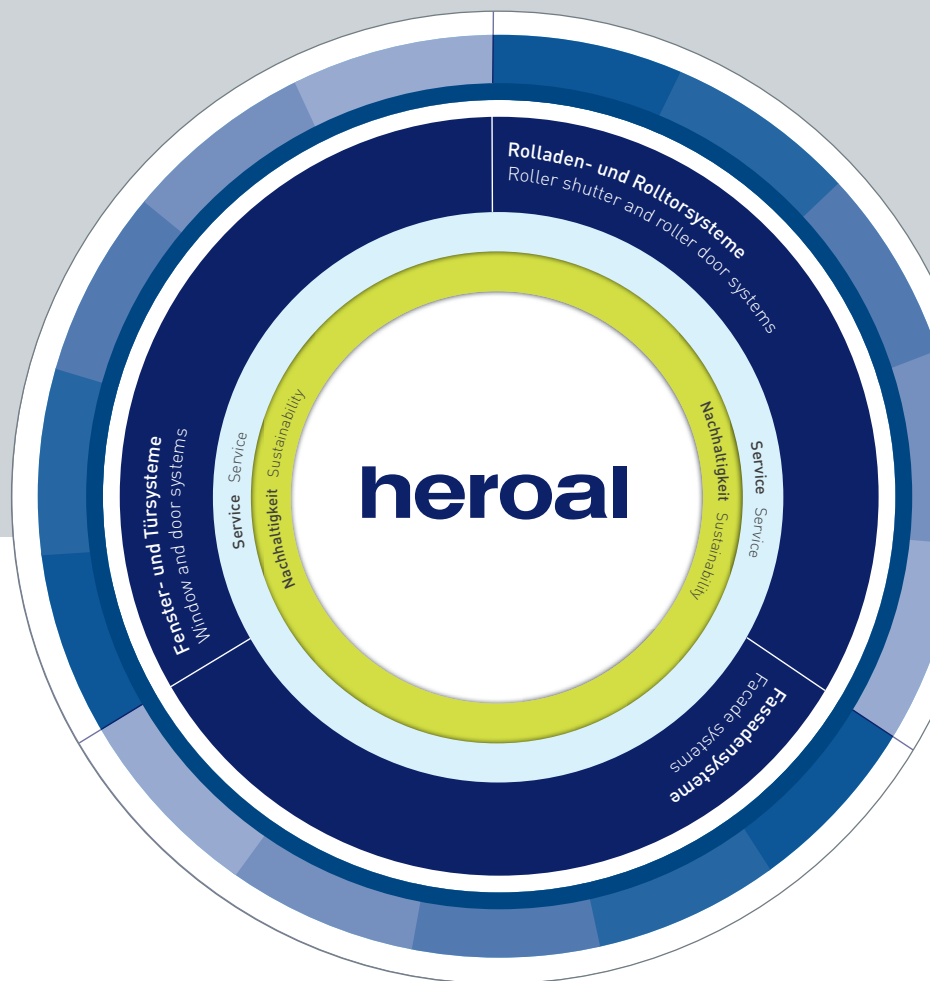 Rolladen- und Rolltorsysteme
Roller shutter and roller door systems
Fenster- und Türsysteme
Window and door systems
Service Service
Nachhaltigkeit Sustainability
heroal
Nachhaltigkeit Sustainability
Service Service
Fassadensysteme
Facade systems